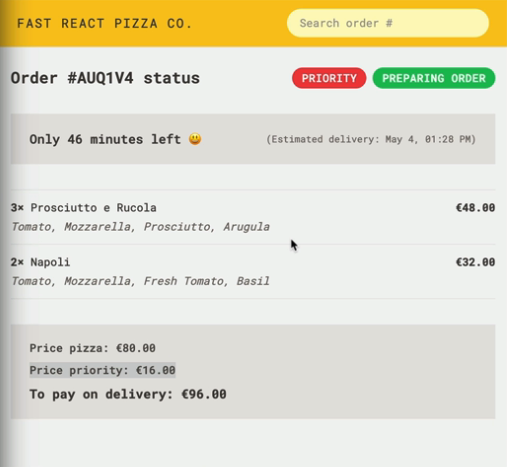 FAST REACT PIZZA CO.
Search order #
Order #AUQ1V4 status
PRIORITY
PREPARING ORDER
Only 46 minutes left 😀
(Estimated delivery: May 4, 01:28 PM)
3× Prosciutto e Rucola
€48.00
Tomato, Mozzarella, Prosciutto, Arugula
2× Napoli
€32.00
Tomato, Mozzarella, Fresh Tomato, Basil
Price pizza: €80.00
Price priority: €16.00
To pay on delivery: €96.00